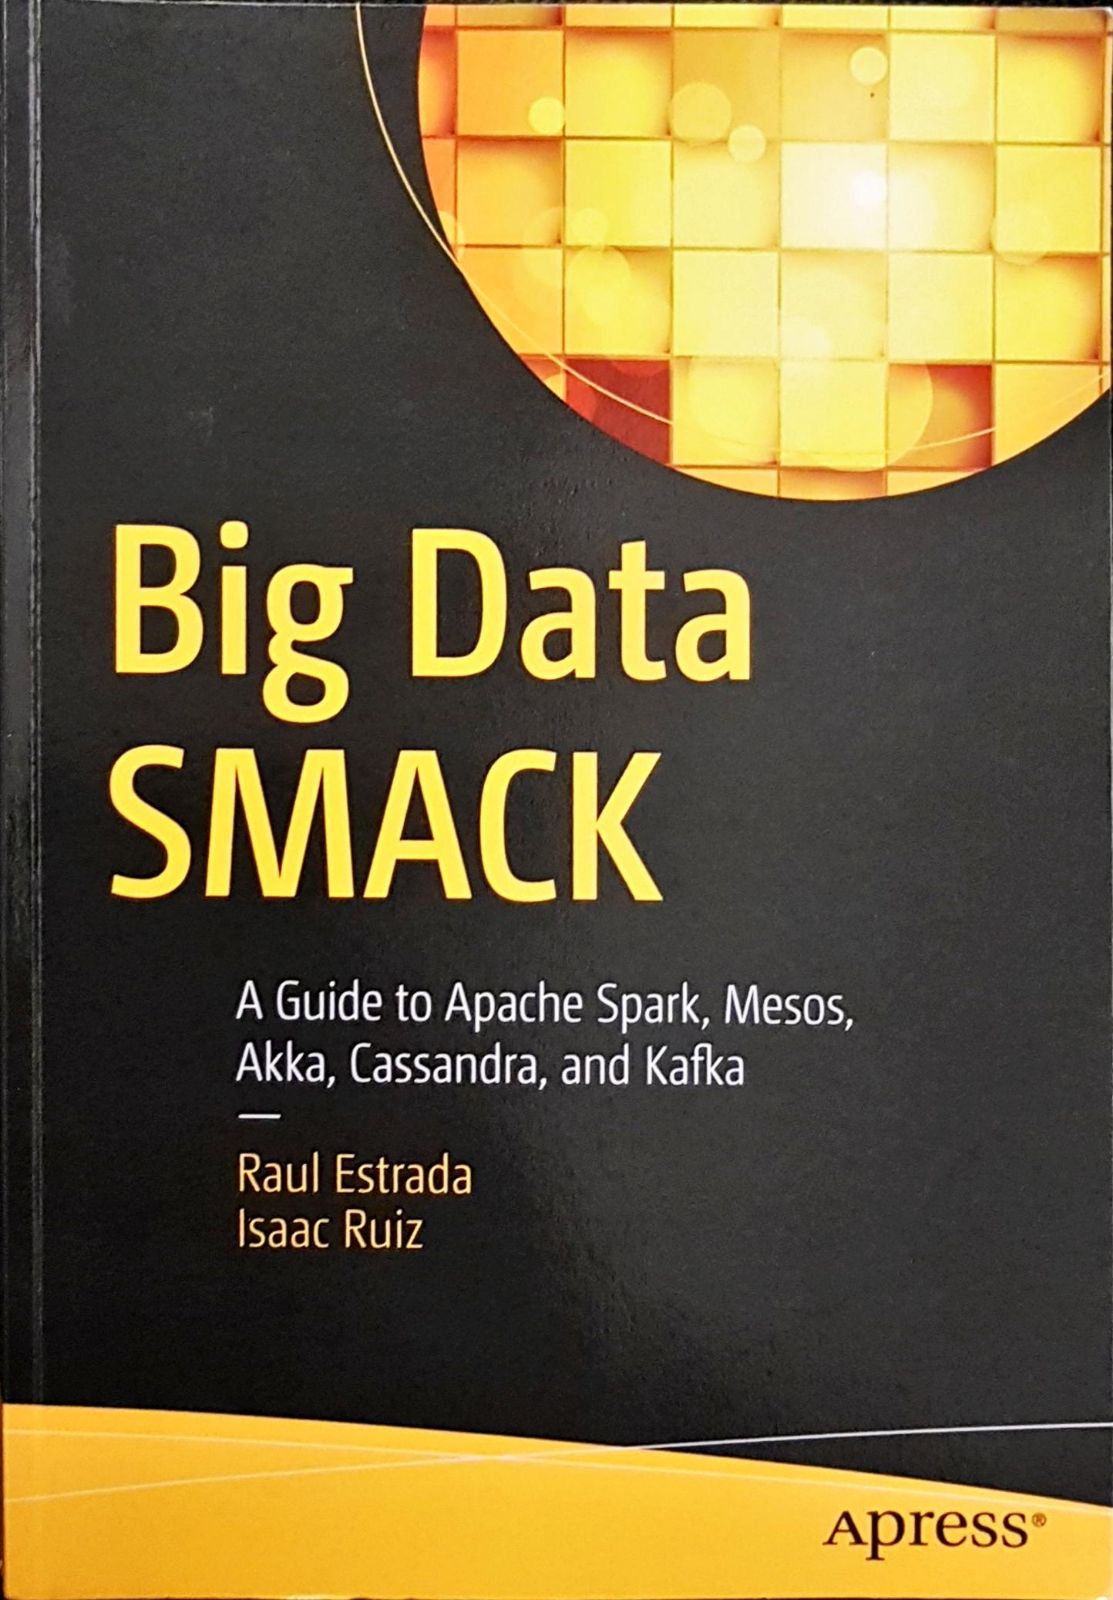 Big Data
SMACK
A Guide to Apache Spark, Mesos,
Akka, Cassandra, and Kafka
—
Raul Estrada
Isaac Ruiz
Apress®